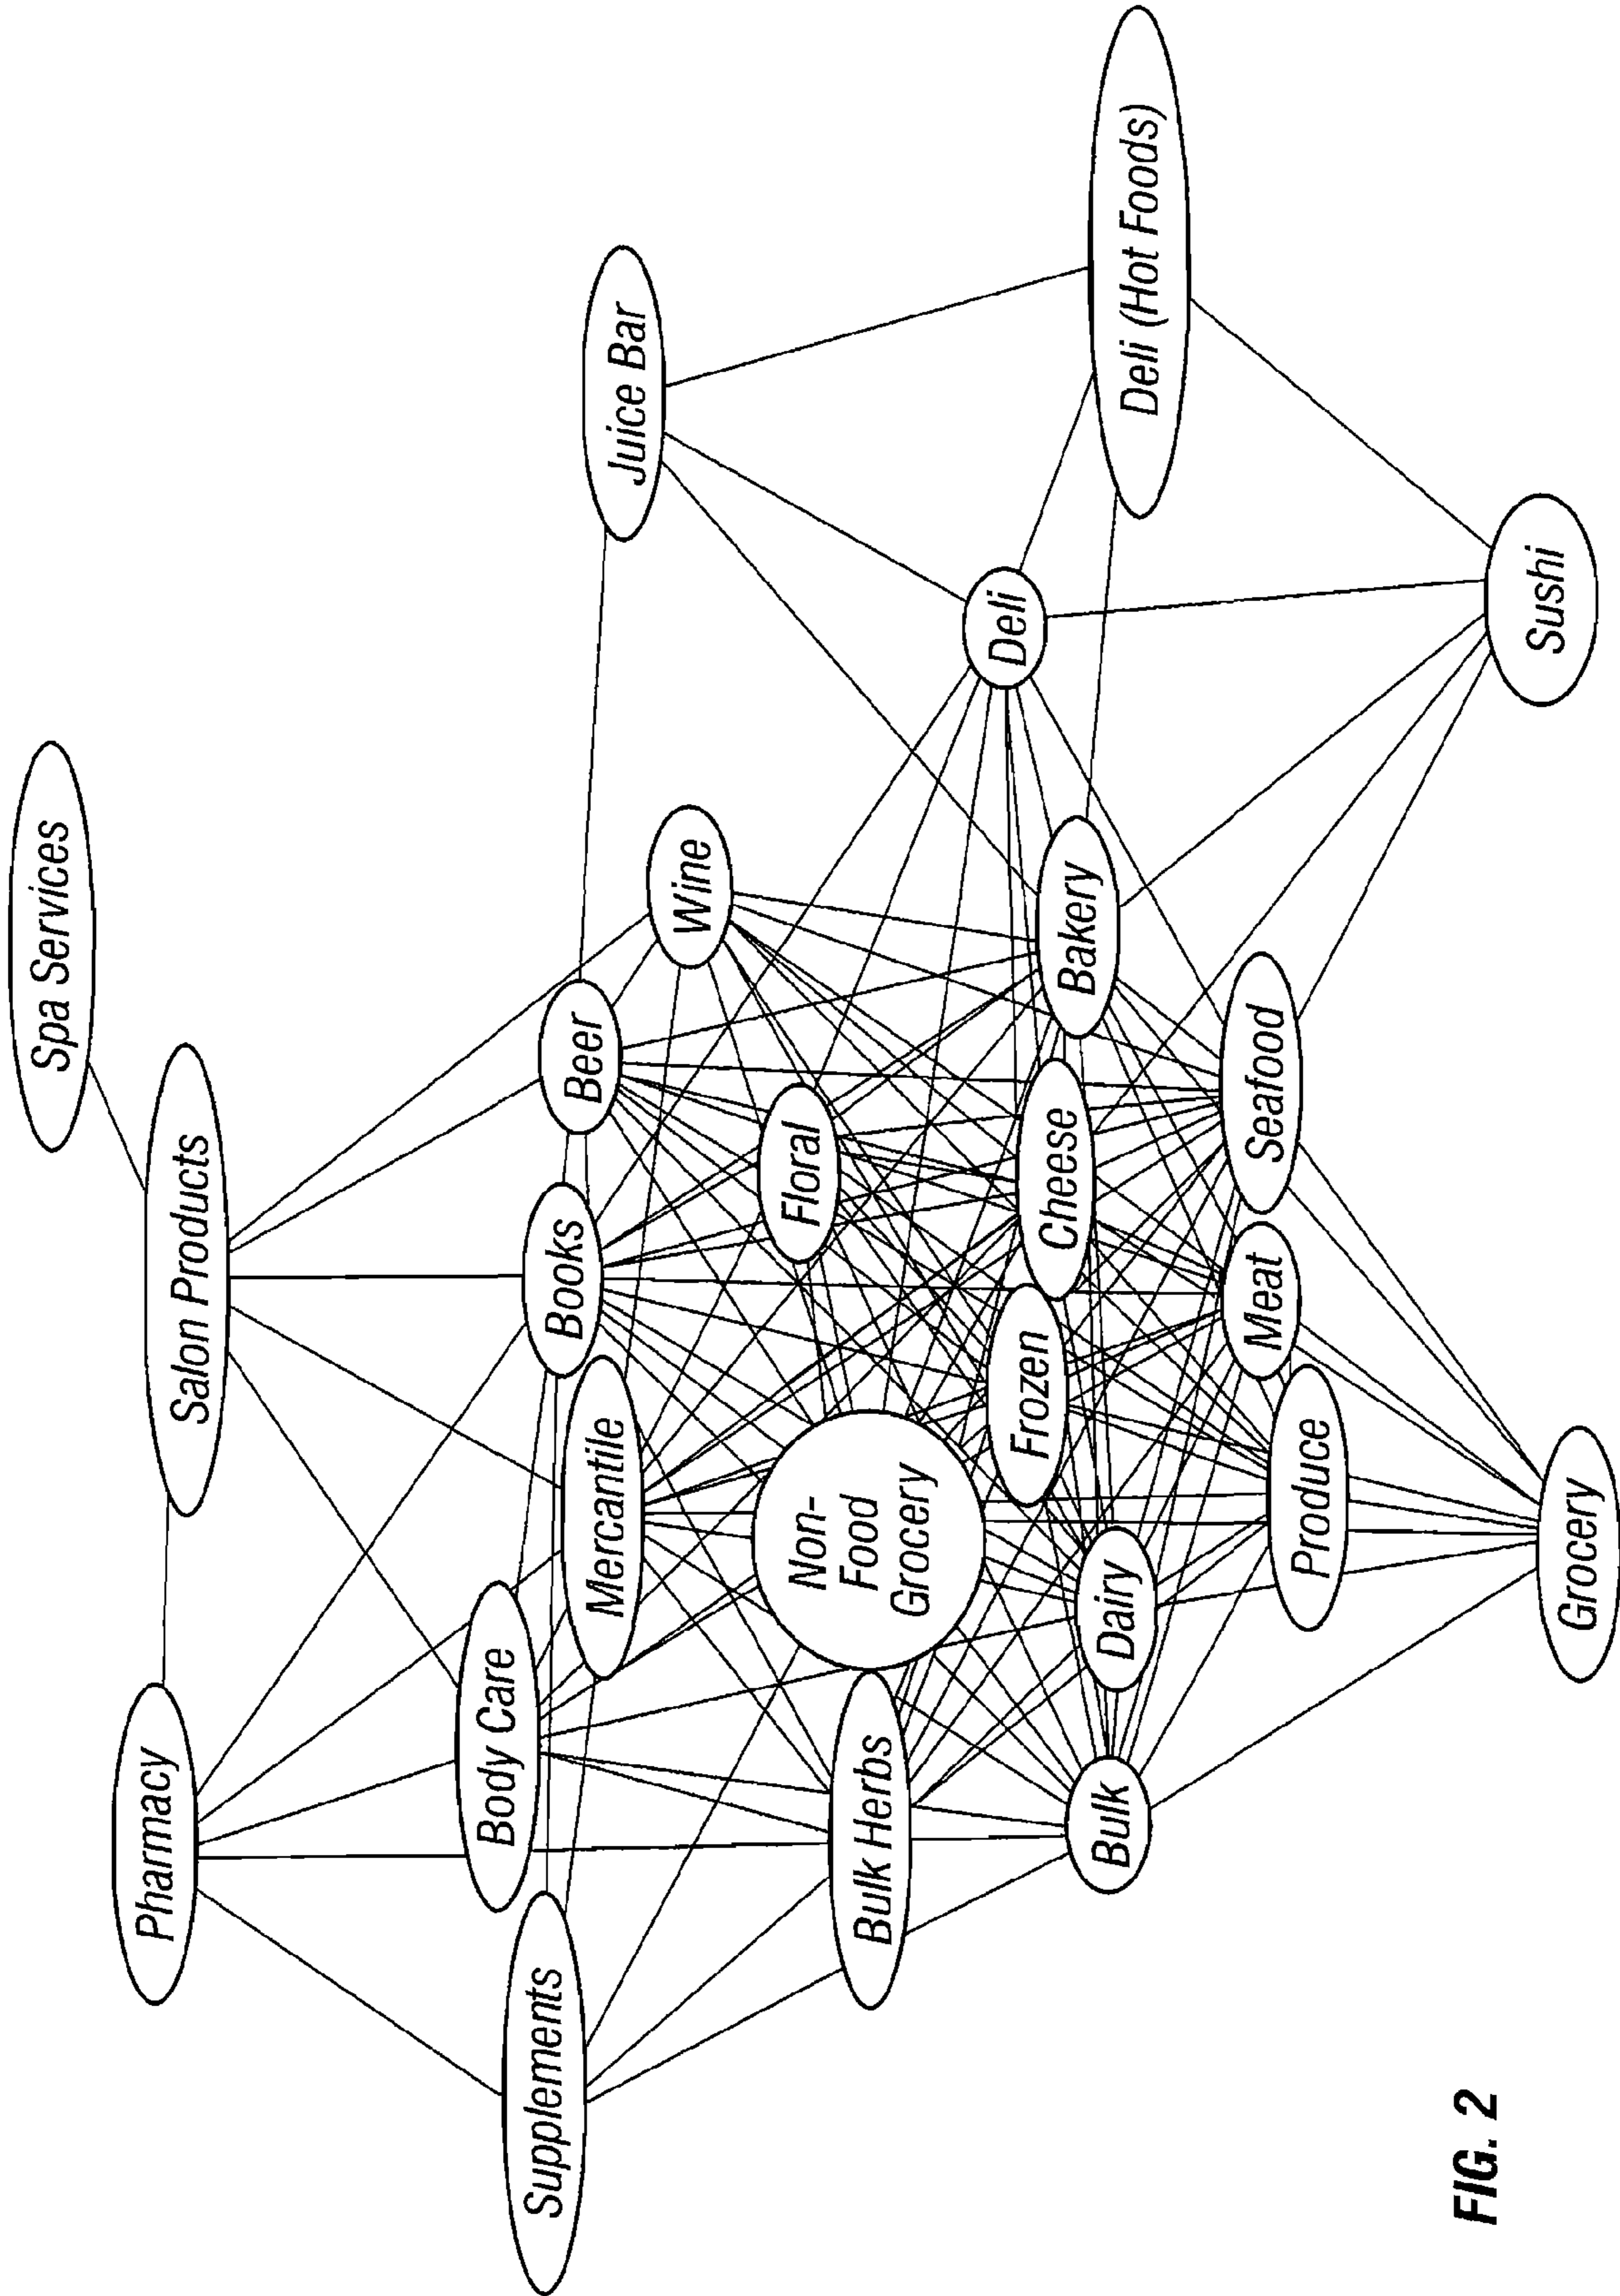 Spa Services
Salon Products
Pharmacy
Juice Bar
Wine
Beer
Books
Mercantile
Body Care
Supplements
Floral
Non-
Food
Grocery
Bulk Herbs
Deli
Deli (Hot Foods)
Bakery
Cheese
Frozen
Dairy
Bulk
Seafood
Meat
Produce
Sushi
Grocery
FIG. 2